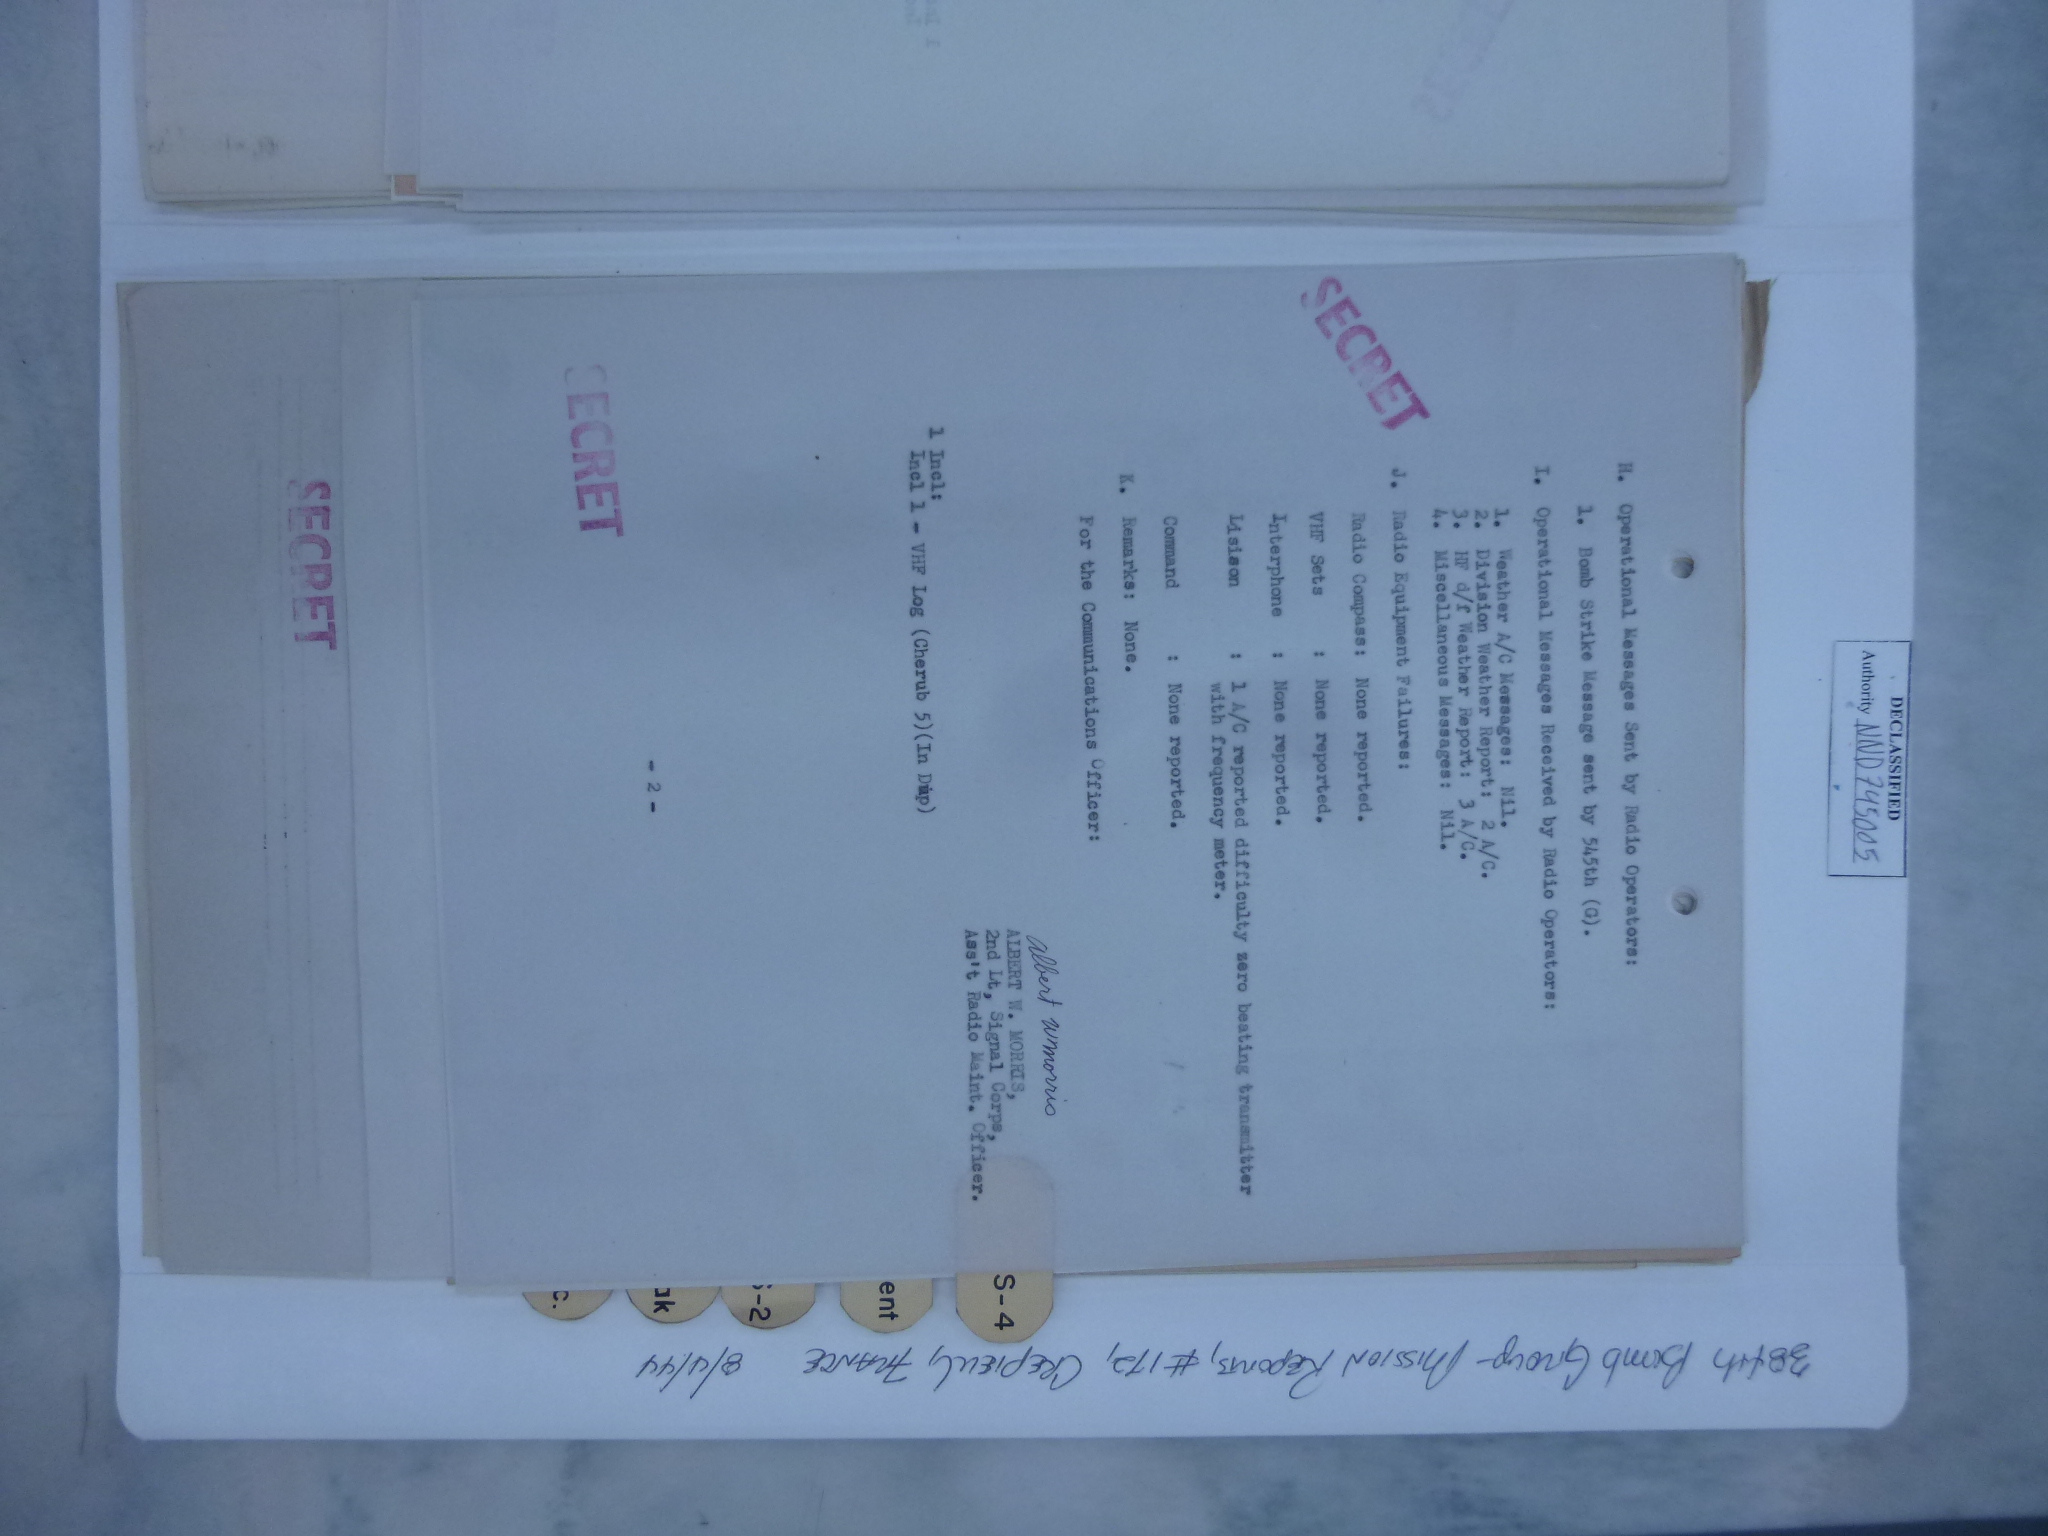 DECLASSIFIED
Authority NND 745005
H. Operational Messages Sent by Radio Operators:
1. Bomb Strike Message sent by 545th (G).
I. Operational Messages Received by Radio Operators:
1. Weather A/C Messages: Nil.
2. Division Weather Report: 2 A/C.
3. HF d/f Weather Report: 3 A/C.
4. Miscellaneous Messages: Nil.
SECRET
J. Radio Equipment Failures:
Radio Compass: None reported.
VHF Sets : None reported.
Interphone : None reported.
Lisison : 1 A/C reported difficulty zero beating transmitter
with frequency meter.
Command : None reported.
K. Remarks: None.
For the Communications Officer:
Albert W Morris
ALBERT W. MORRIS,
2nd Lt, Signal Corps,
Ass't Radio Maint. Officer.
1 Incl:
Incl 1 - VHF Log (Cherub 5)(In Dup)
- 2 -
SECRET
SECRET
S-4
ent
S-2
ak
c.
384th Bomb Group - Mission Reports, #172, Crepieul, France 8/4/44